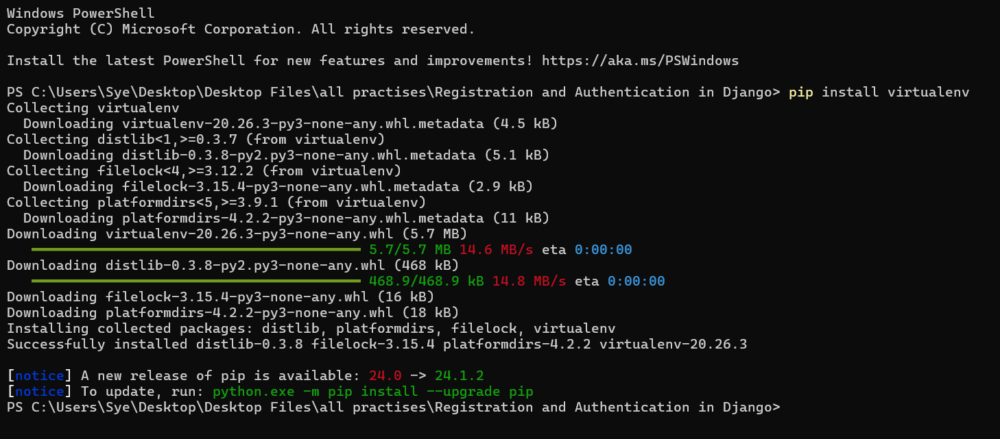 Windows PowerShell
Copyright (C) Microsoft Corporation. All rights reserved.
Install the latest PowerShell for new features and improvements! https://aka.ms/PSWindows
PS C:\Users\Sye\Desktop\Desktop Files\all practises\Registration and Authentication in Django> pip install virtualenv
Collecting virtualenv
  Downloading virtualenv-20.26.3-py3-none-any.whl.metadata (4.5 kB)
Collecting distlib<1,>=0.3.7 (from virtualenv)
  Downloading distlib-0.3.8-py2.py3-none-any.whl.metadata (5.1 kB)
Collecting filelock<4,>=3.12.2 (from virtualenv)
  Downloading filelock-3.15.4-py3-none-any.whl.metadata (2.9 kB)
Collecting platformdirs<5,>=3.9.1 (from virtualenv)
  Downloading platformdirs-4.2.2-py3-none-any.whl.metadata (11 kB)
Downloading virtualenv-20.26.3-py3-none-any.whl (5.7 MB)
5.7/5.7 MB 14.6 MB/s eta 0:00:00
Downloading distlib-0.3.8-py2.py3-none-any.whl (468 kB)
468.9/468.9 kB 14.8 MB/s eta 0:00:00
Downloading filelock-3.15.4-py3-none-any.whl (16 kB)
Downloading platformdirs-4.2.2-py3-none-any.whl (18 kB)
Installing collected packages: distlib, platformdirs, filelock, virtualenv
Successfully installed distlib-0.3.8 filelock-3.15.4 platformdirs-4.2.2 virtualenv-20.26.3
[notice] A new release of pip is available: 24.0 -> 24.1.2
[notice] To update, run: python.exe -m pip install --upgrade pip
PS C:\Users\Sye\Desktop\Desktop Files\all practises\Registration and Authentication in Django>